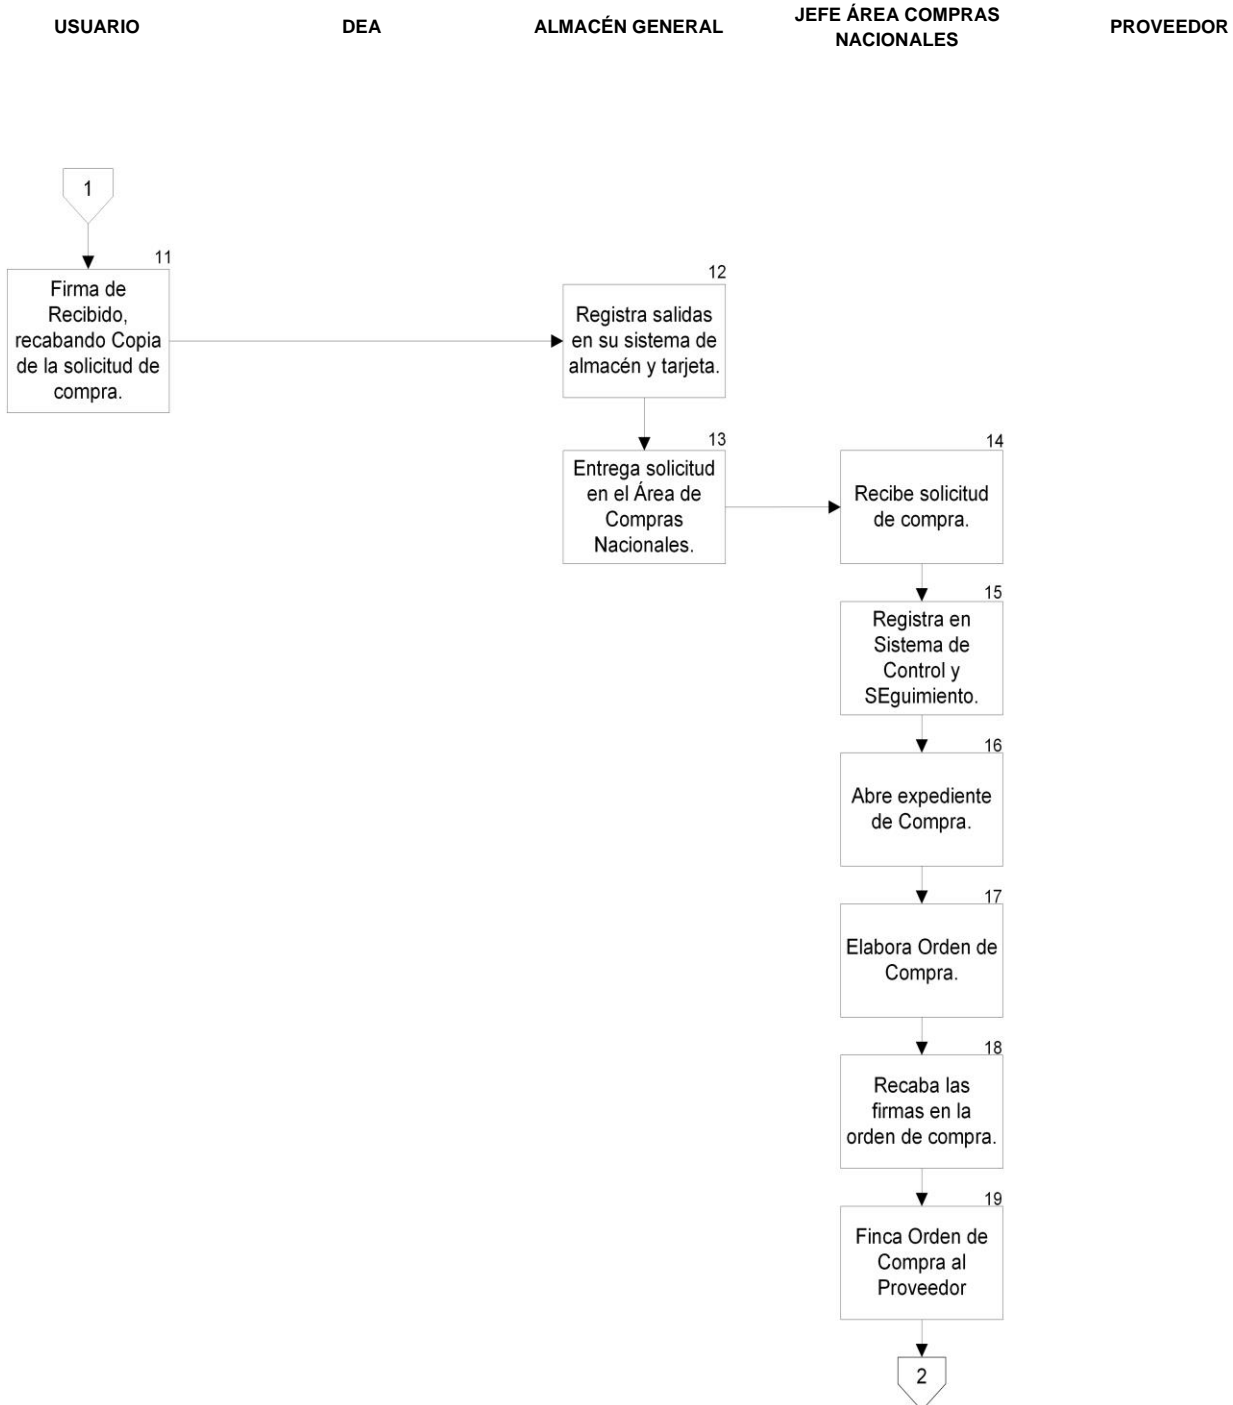 USUARIO
DEA
ALMACÉN GENERAL
JEFE ÁREA COMPRAS
NACIONALES
PROVEEDOR
1
11
Firma de
Recibido,
recabando Copia
de la solicitud de
compra.
12
Registra salidas
en su sistema de
almacén y tarjeta.
13
Entrega solicitud
en el Área de
Compras
Nacionales.
14
Recibe solicitud
de compra.
15
Registra en
Sistema de
Control y
SEguimiento.
16
Abre expediente
de Compra.
17
Elabora Orden de
Compra.
18
Recaba las
firmas en la
orden de compra.
19
Finca Orden de
Compra al
Proveedor
2